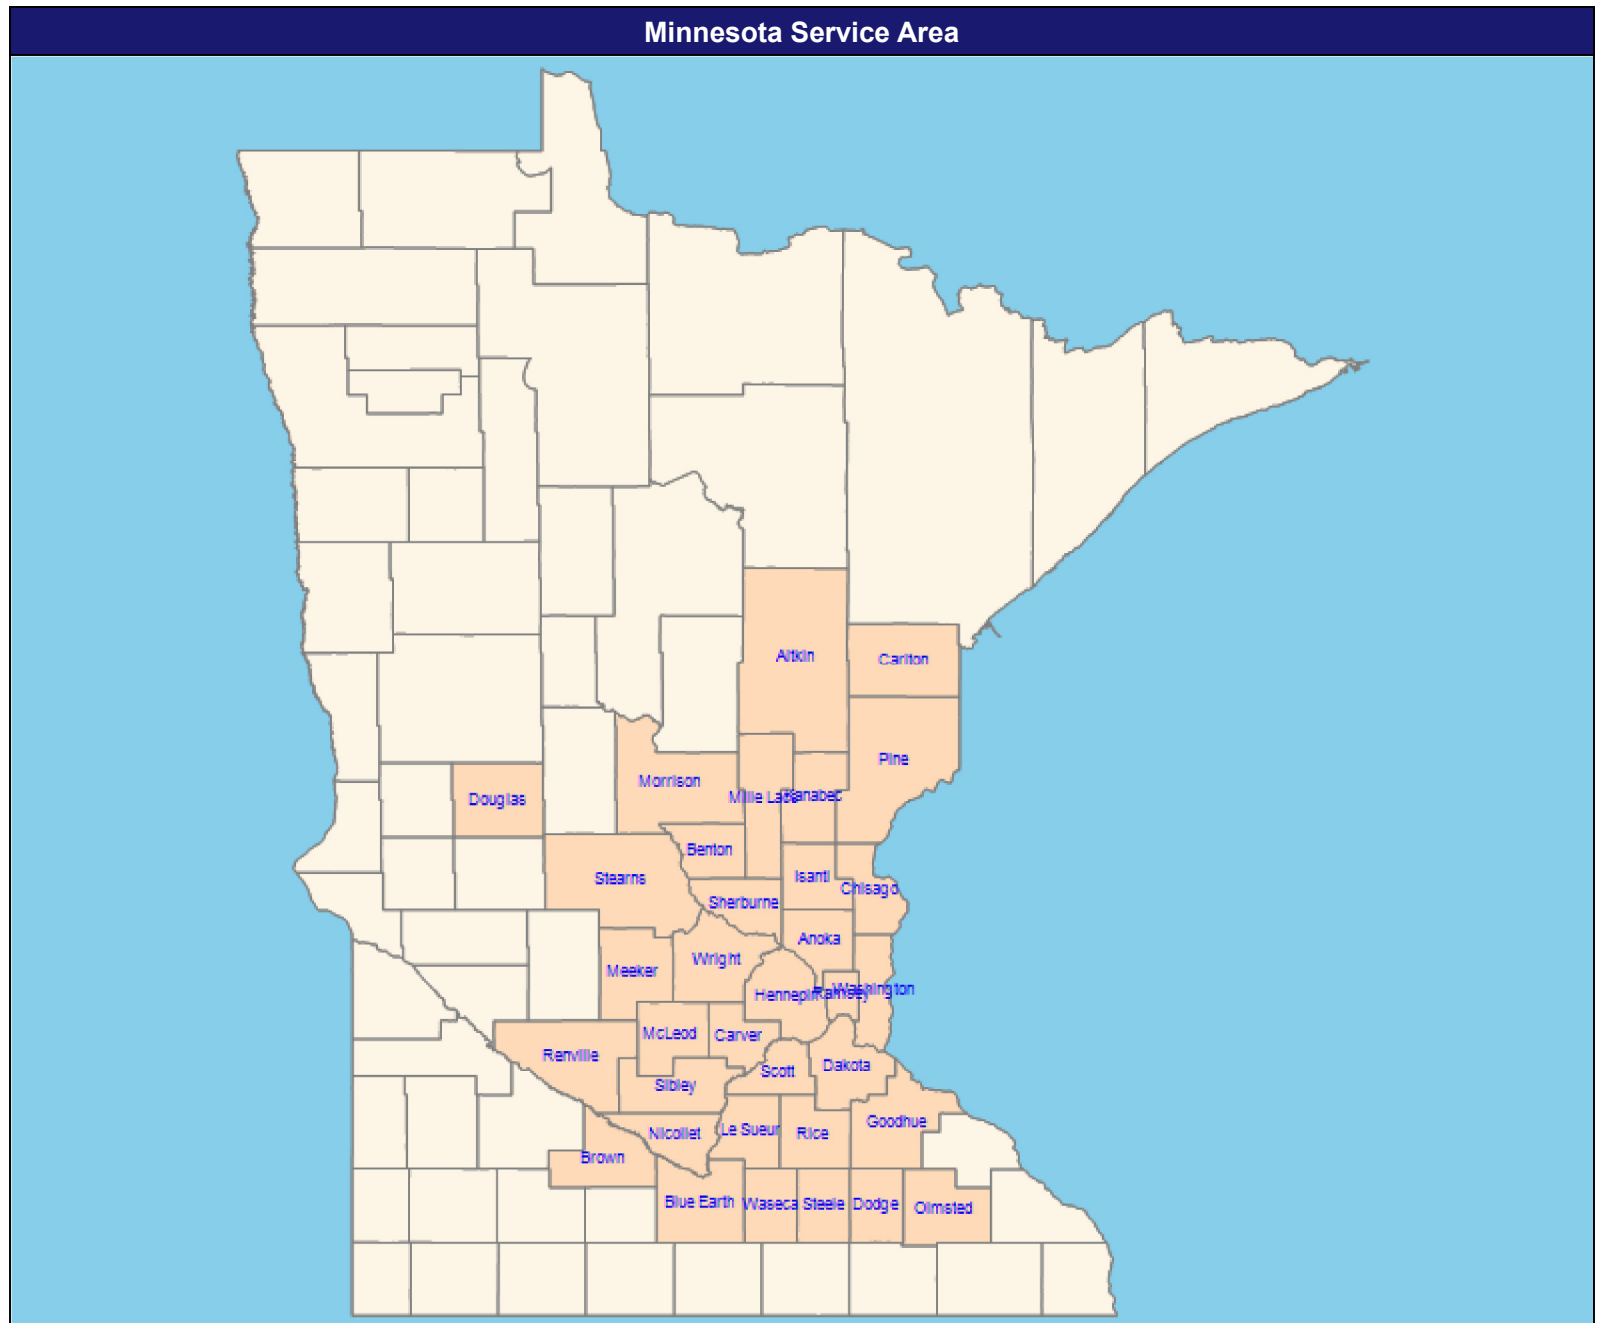 Minnesota Service Area
Aitkin
Carlton
Pine
Morrison
Mille Lacs
Kanabec
Douglas
Benton
Stearns
Isanti
Chisago
Sherburne
Anoka
Wright
Meeker
Hennepin
Ramsey
Washington
McLeod
Carver
Renville
Scott
Dakota
Sibley
Goodhue
Nicollet
Le Sueur
Rice
Brown
Blue Earth
Waseca
Steele
Dodge
Olmsted